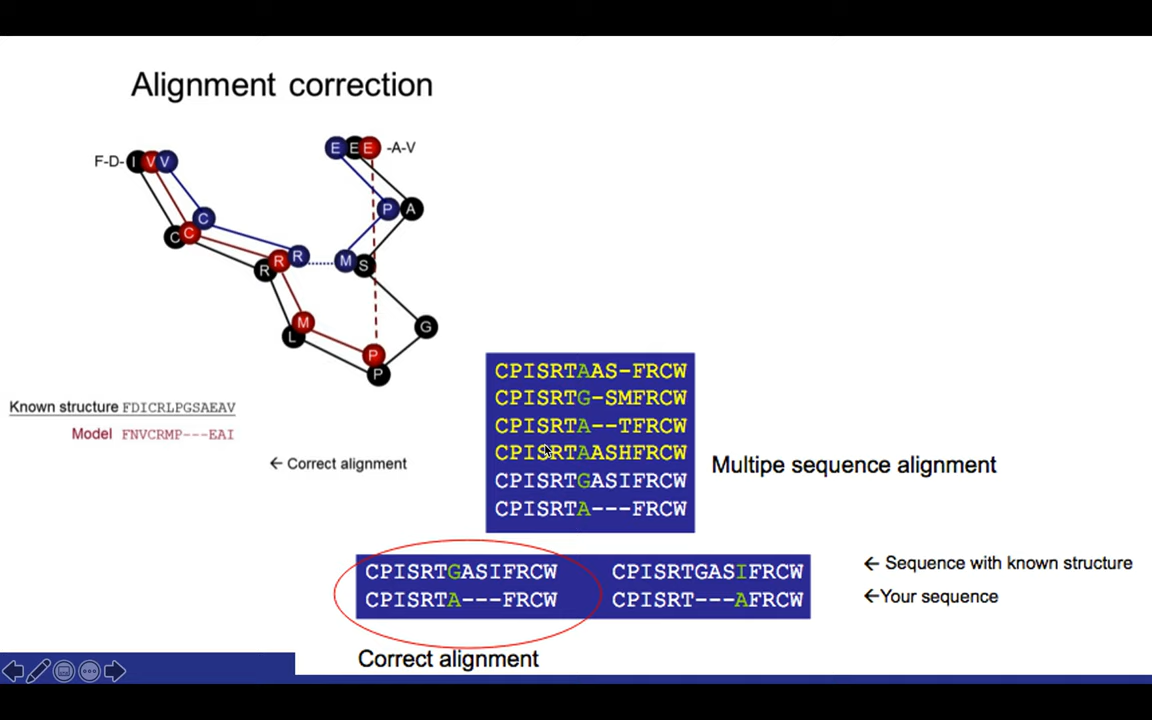 Alignment correction
F-D-
I V V
E E E
-A-V
C
P A
C C
R R R
M S
M
L
G
P
P
Known structure FDICRLPGSAEAV
Model FNVCRMP---EAI
← Correct alignment
CPISRTAAS-FRCW
CPISRTG-SMFRCW
CPISRTA--TFRCW
CPISRTAASHFRCW
CPISRTGASIFRCW
CPISRTA---FRCW
Multipe sequence alignment
CPISRTGASIFRCW CPISRTGASIFRCW
CPISRTA---FRCW CPISRT---AFRCW
← Sequence with known structure
←Your sequence
Correct alignment